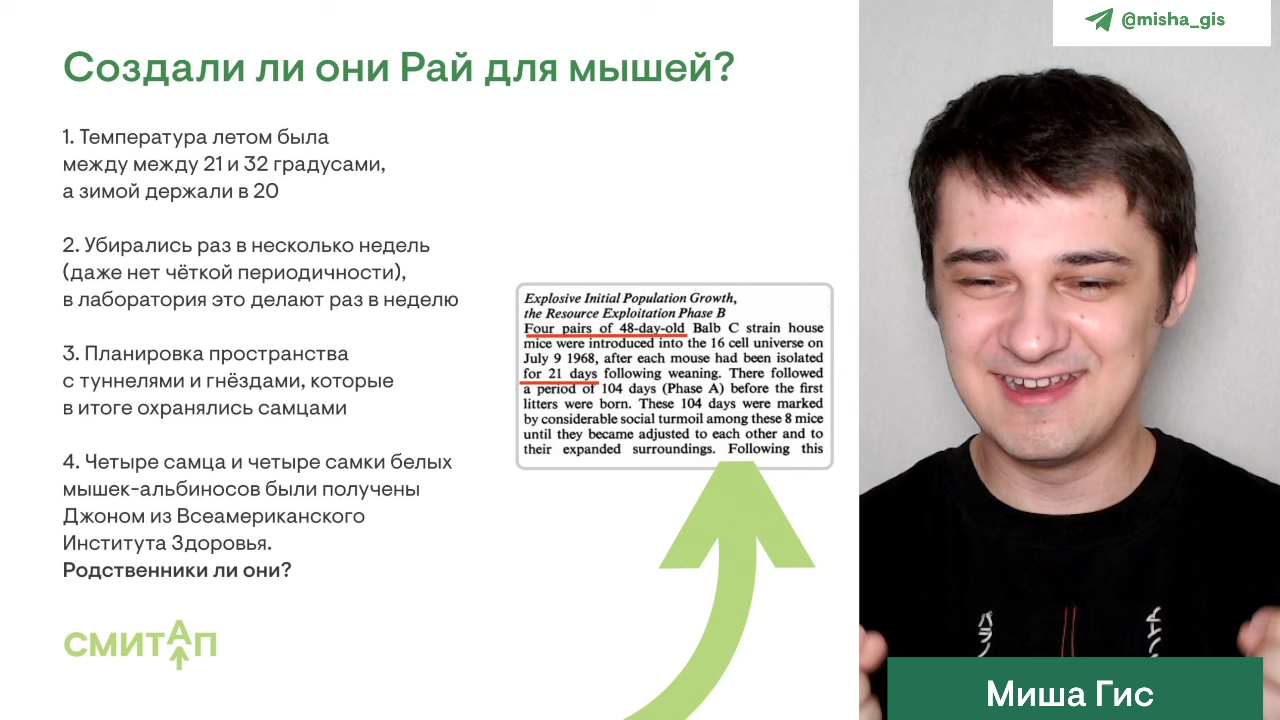 @misha_gis
Создали ли они Рай для мышей?
1. Температура летом была
между между 21 и 32 градусами,
а зимой держали в 20
2. Убирались раз в несколько недель
(даже нет чёткой периодичности),
в лаборатория это делают раз в неделю
3. Планировка пространства
с туннелями и гнёздами, которые
в итоге охранялись самцами
4. Четыре самца и четыре самки белых
мышек-альбиносов были получены
Джоном из Всеамериканского
Института Здоровья.
Родственники ли они?
Explosive Initial Population Growth,
the Resource Exploitation Phase B
Four pairs of 48-day-old Balb C strain house
mice were introduced into the 16 cell universe on
July 9 1968, after each mouse had been isolated
for 21 days following weaning. There followed
a period of 104 days (Phase A) before the first
litters were born. These 104 days were marked
by considerable social turmoil among these 8 mice
until they became adjusted to each other and to
their expanded surroundings. Following this
СМИТАП
Миша Гис